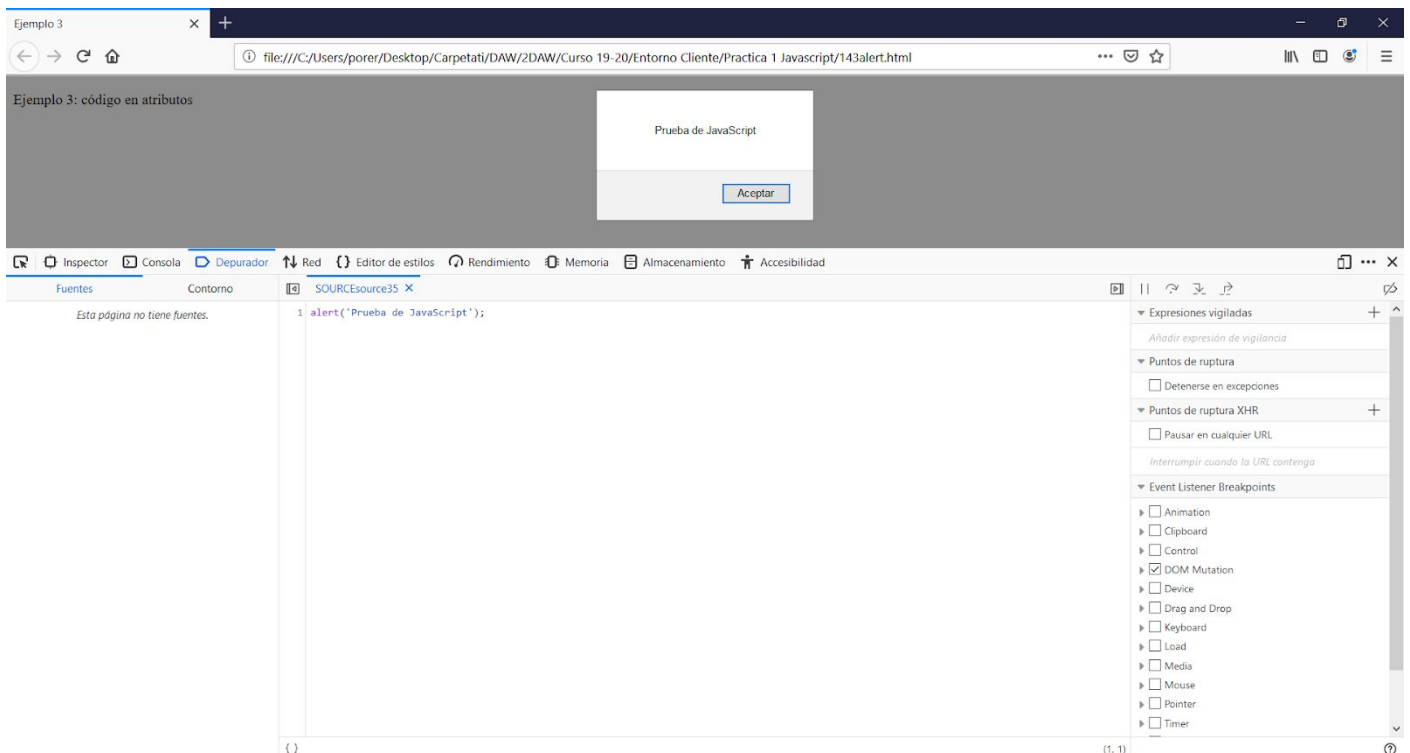 Ejemplo 3
file:///C:/Users/porer/Desktop/Carpetati/DAW/2DAW/Curso 19-20/Entorno Cliente/Practica 1 Javascript/143alert.html
Ejemplo 3: código en atributos
Prueba de JavaScript
Aceptar
Inspector Consola Depurador Red {} Editor de estilos Rendimiento Memoria Almacenamiento Accesibilidad
Fuentes Contorno
Esta página no tiene fuentes.
SOURCEsource35
1 alert('Prueba de JavaScript');
{ } (1, 1)
Expresiones vigiladas
Añadir expresión de vigilancia
Puntos de ruptura
Detenerse en excepciones
Puntos de ruptura XHR
Pausar en cualquier URL
Interrumpir cuando la URL contenga
Event Listener Breakpoints
Animation
Clipboard
Control
DOM Mutation
Device
Drag and Drop
Keyboard
Load
Media
Mouse
Pointer
Timer